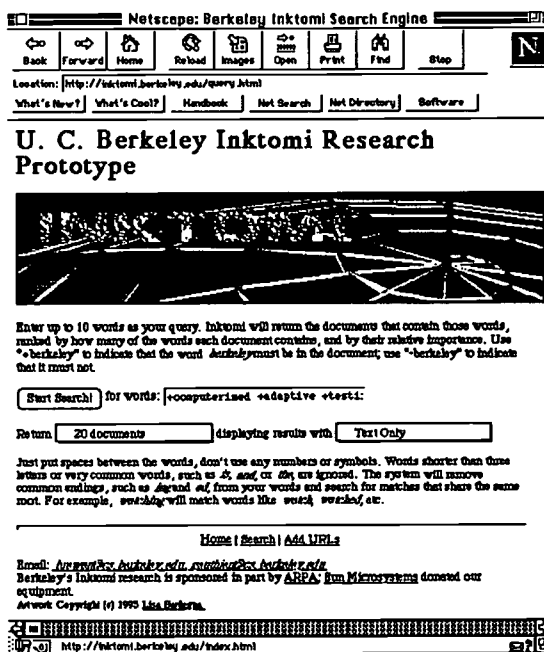 Netscape: Berkeley Inktomi Search Engine
Back Forward Home Reload Images Open Print Find Stop
N
Location: http://inktomi.berkeley.edu/query.html
What's New? What's Cool? Handbook Net Search Net Directory Software
U. C. Berkeley Inktomi Research
Prototype
Enter up to 10 words as your query. Inktomi will return the documents that contain those words,
ranked by how many of the words each document contains, and by their relative importance. Use
"+berkeley" to indicate that the word berkeley must be in the document; use "-berkeley" to indicate
that it must not.
Start Search! for words: +computerized +adaptive +testi
Return 20 documents displaying results with Text Only
Just put spaces between the words, don't use any numbers or symbols. Words shorter than three
letters or very common words, such as is, and, or the, are ignored. The system will remove
common endings, such as ing and ed, from your words and search for matches that share the same
root. For example, watching will match words like watch, watched, etc.
Home | Search | Add URLs
Email:
Berkeley's Inktomi research is sponsored in part by ARPA; Sun Microsystems donated our
equipment.
Artwork Copyright (c) 1995 Lisa
http://inktomi.berkeley.edu/index.html